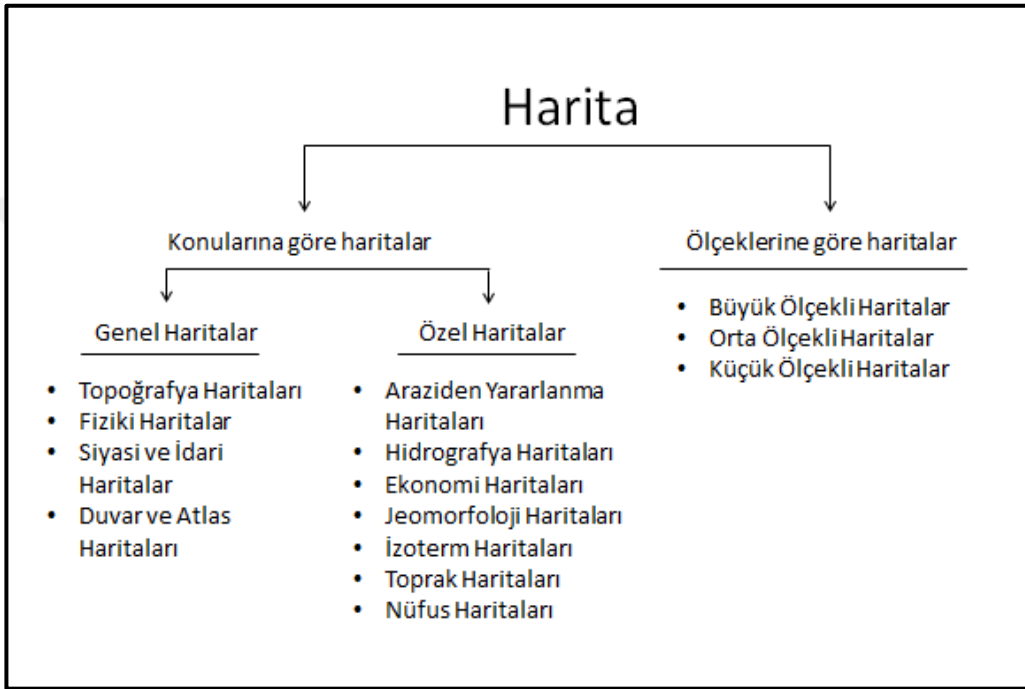 Harita
Konularına göre haritalar
Genel Haritalar
• Topoğrafya Haritaları
• Fiziki Haritalar
• Siyasi ve İdari
Haritalar
• Duvar ve Atlas
Haritaları
Özel Haritalar
• Araziden Yararlanma
Haritaları
• Hidrografya Haritaları
• Ekonomi Haritaları
• Jeomorfoloji Haritaları
• İzoterm Haritaları
• Toprak Haritaları
• Nüfus Haritaları
Ölçeklerine göre haritalar
• Büyük Ölçekli Haritalar
• Orta Ölçekli Haritalar
• Küçük Ölçekli Haritalar